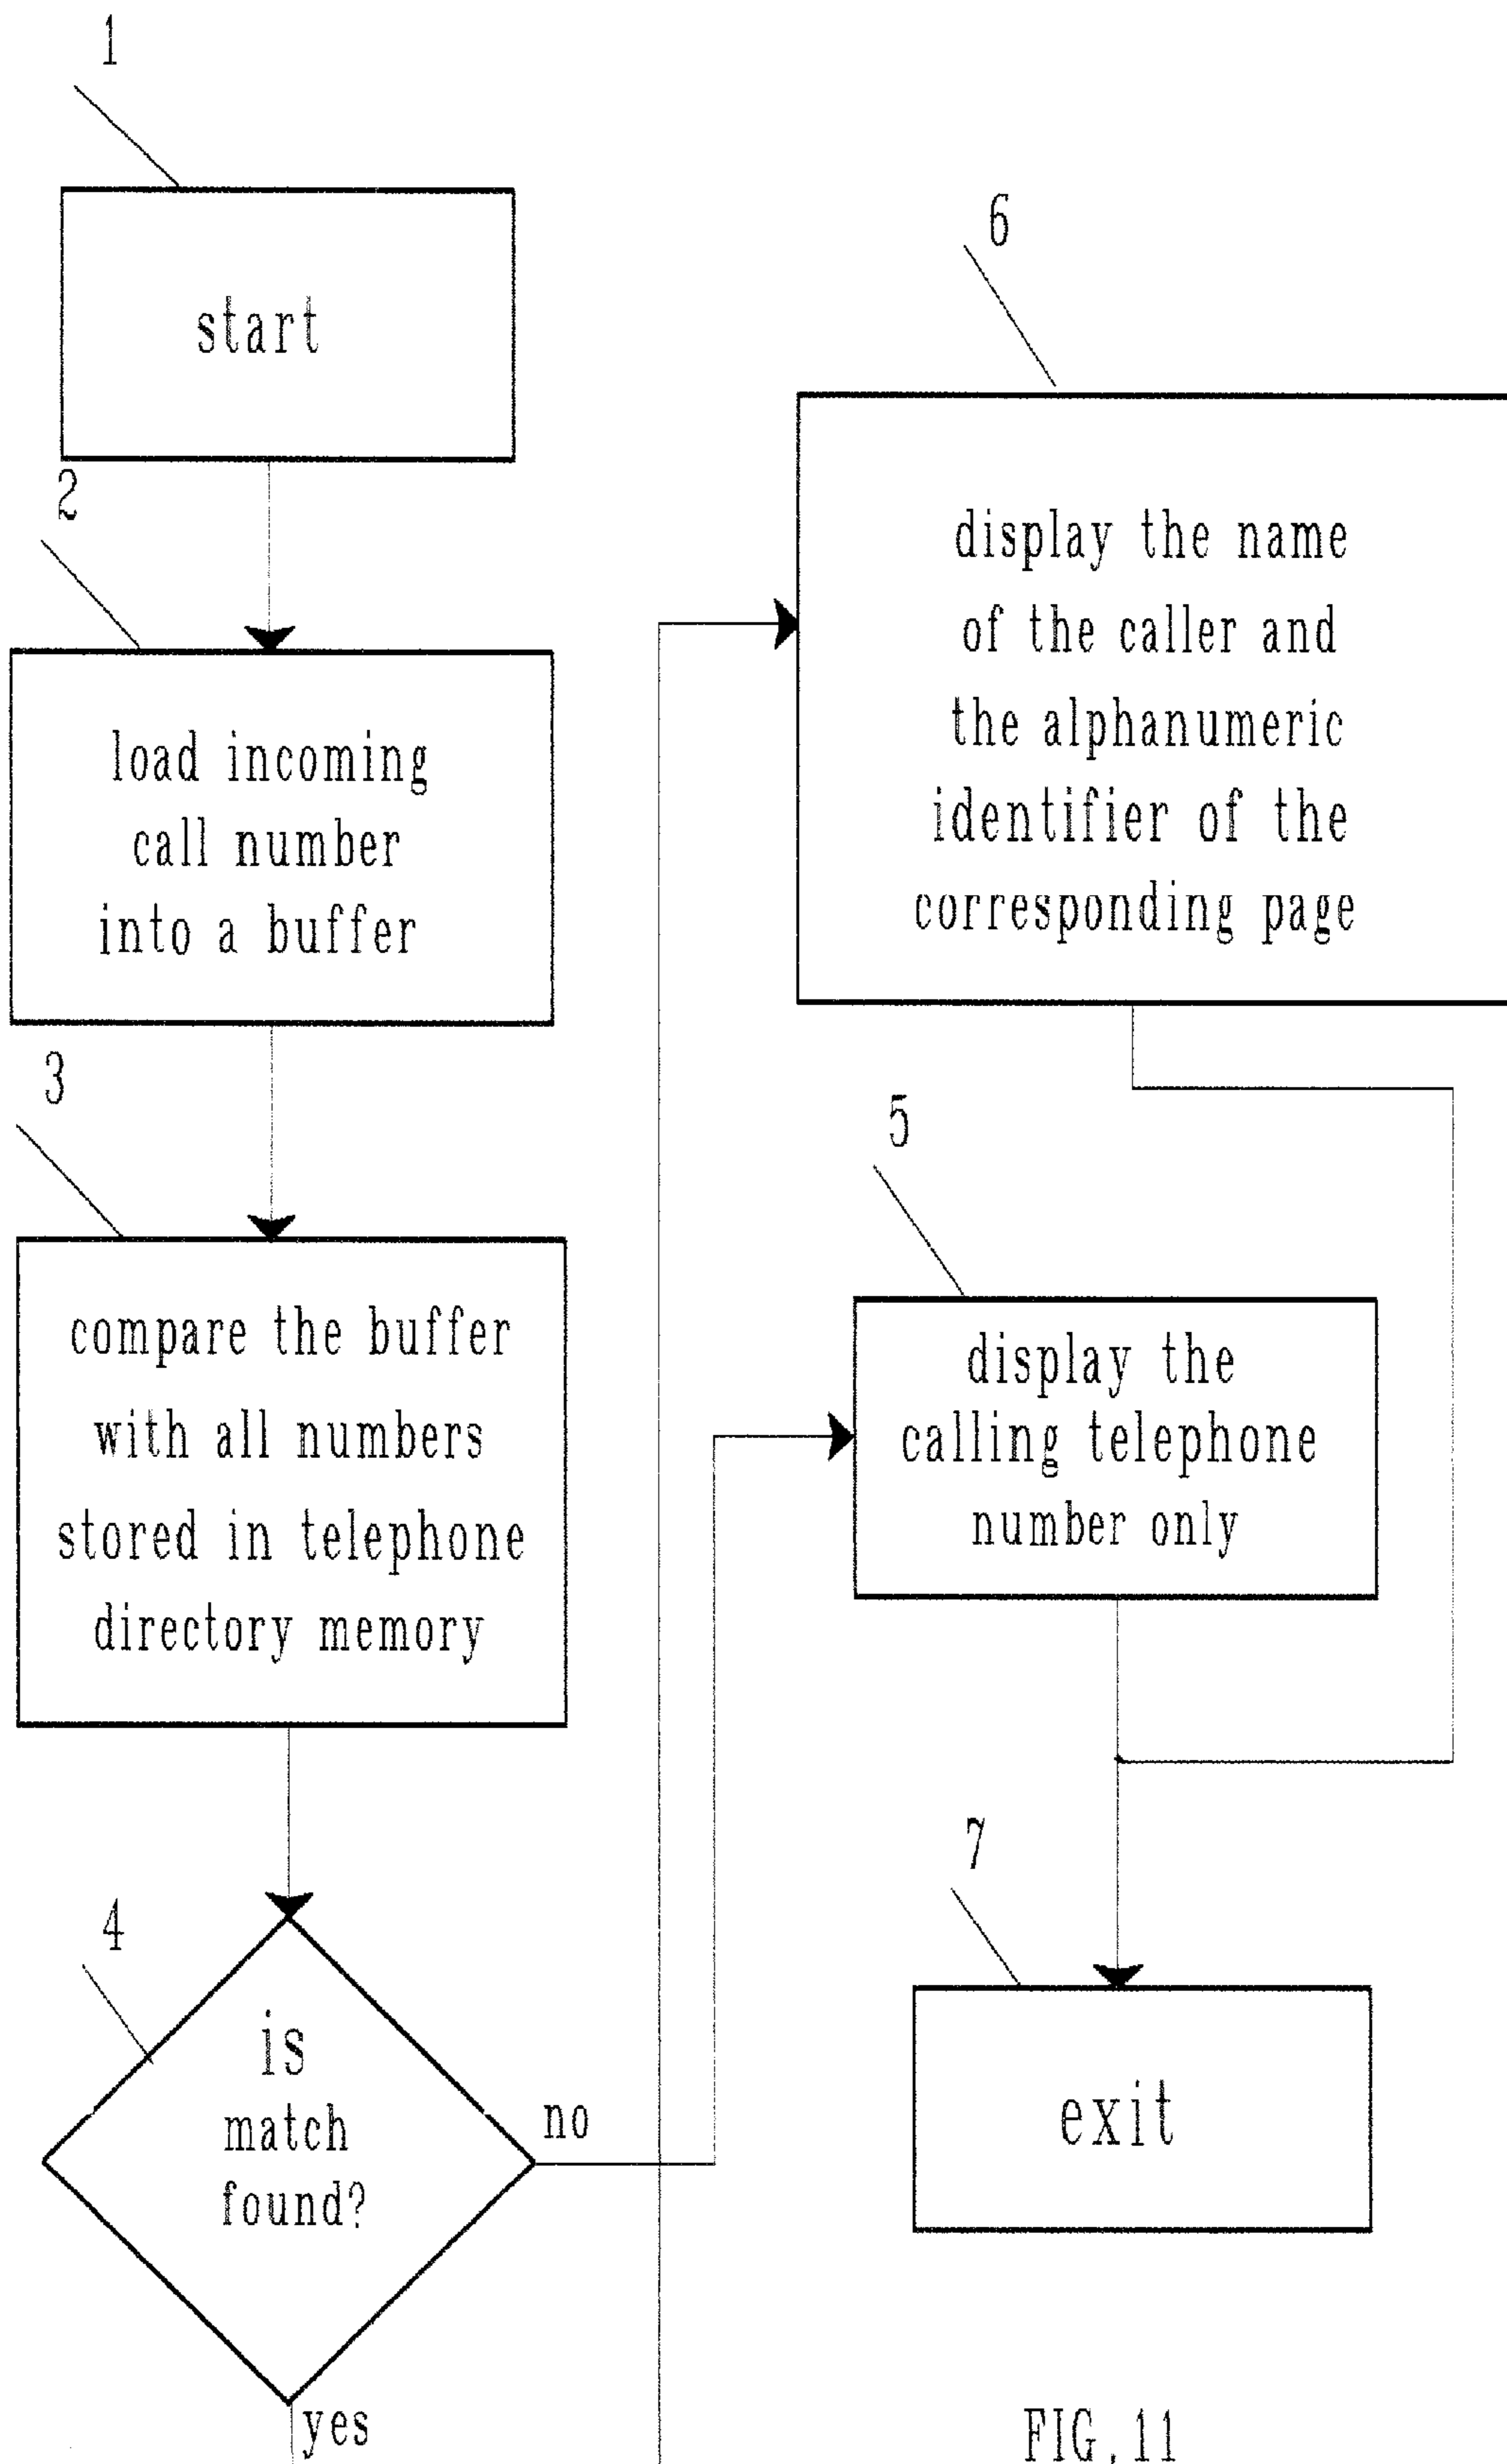 1
start
2
load incoming
call number
into a buffer
3
compare the buffer
with all numbers
stored in telephone
directory memory
4
is
match
found?
no
yes
6
display the name
of the caller and
the alphanumeric
identifier of the
corresponding page
5
display the
calling telephone
number only
7
exit
FIG. 11